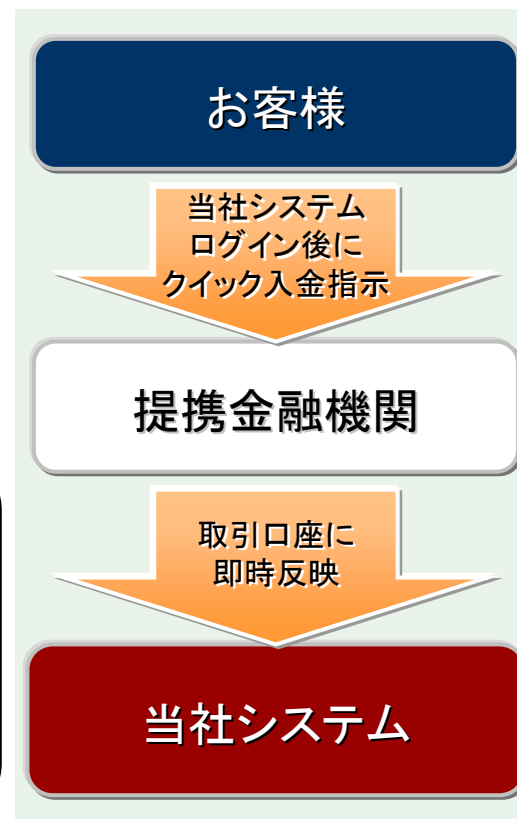 お客様
当社システム
ログイン後に
クイック入金指示
提携金融機関
取引口座に
即時反映
当社システム